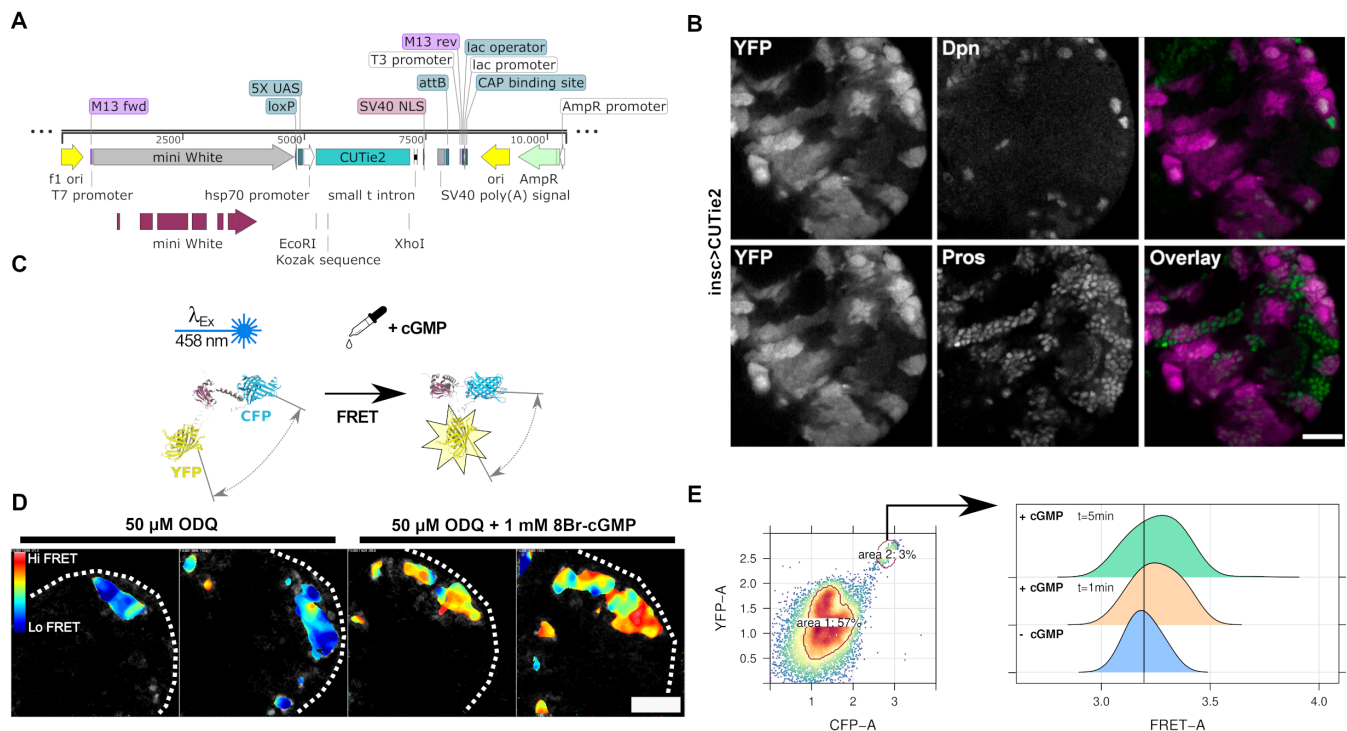 A
M13 rev
lac operator
T3 promoter
lac promoter
5X UAS
attB
CAP binding site
M13 fwd
loxP
SV40 NLS
AmpR promoter
2500
5000
7500
10.000
mini White
CUTie2
f1 ori
hsp70 promoter
small t intron
ori
AmpR
T7 promoter
SV40 poly(A) signal
mini White
EcoRI
XhoI
Kozak sequence
B
insc>CUTie2
YFP
Dpn
YFP
Pros
Overlay
C
λEx
458 nm
+ cGMP
CFP
FRET
YFP
D
50 µM ODQ
50 µM ODQ + 1 mM 8Br-cGMP
Hi FRET
Lo FRET
E
YFP-A
2.5
2.0
1.5
1.0
0.5
area 2: 3%
area 1: 57%
1 2 3
CFP-A
+ cGMP t=5min
+ cGMP t=1min
- cGMP
3.0 3.5 4.0
FRET-A